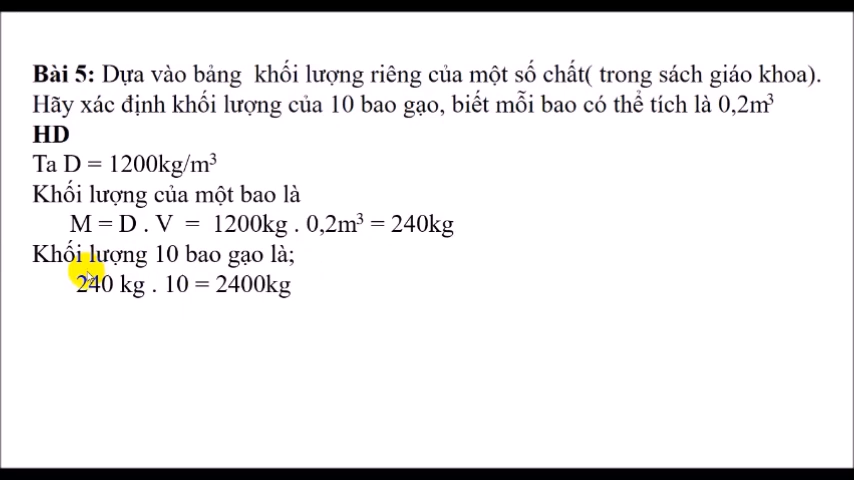 Bài 5: Dựa vào bảng khối lượng riêng của một số chất( trong sách giáo khoa).
Hãy xác định khối lượng của 10 bao gạo, biết mỗi bao có thể tích là 0,2m³
HD
Ta D = 1200kg/m³
Khối lượng của một bao là
M = D . V = 1200kg . 0,2m³ = 240kg
Khối lượng 10 bao gạo là;
240 kg . 10 = 2400kg